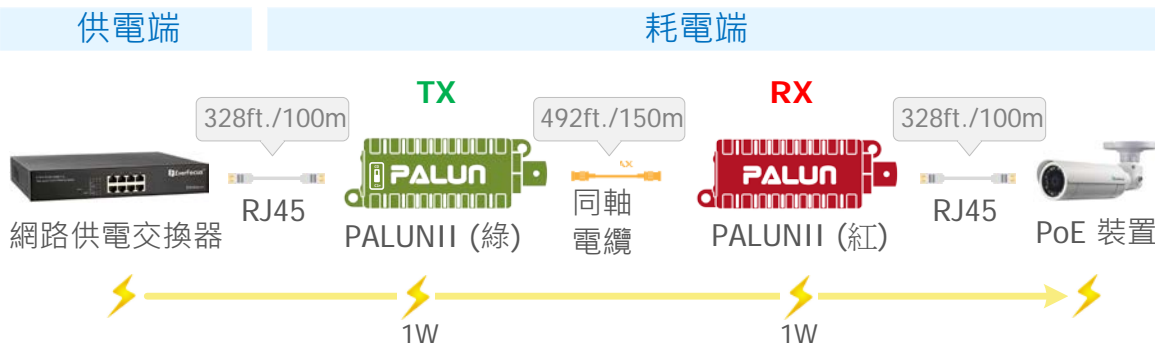 供電端
耗電端
TX
RX
328ft./100m
492ft./150m
328ft./100m
EverFocus
PALUN
PALUN
RJ45
同軸
電纜
RJ45
網路供電交換器
PALUNII (綠)
PALUNII (紅)
PoE 裝置
1W
1W